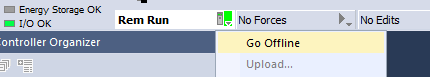 Energy Storage OK
I/O OK
Rem Run
No Forces
No Edits
Controller Organizer
Go Offline
Upload...